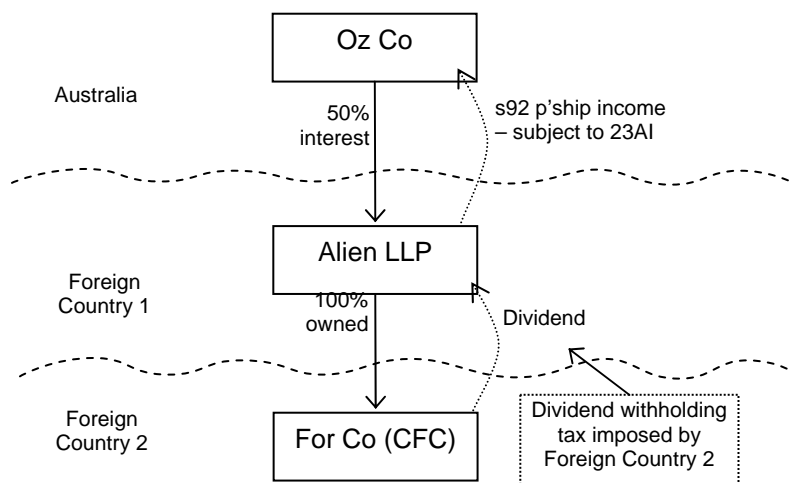 Oz Co
Australia
50%
interest
s92 p'ship income
– subject to 23AI
Alien LLP
Foreign
Country 1
100%
owned
Dividend
Foreign
Country 2
For Co (CFC)
Dividend withholding
tax imposed by
Foreign Country 2